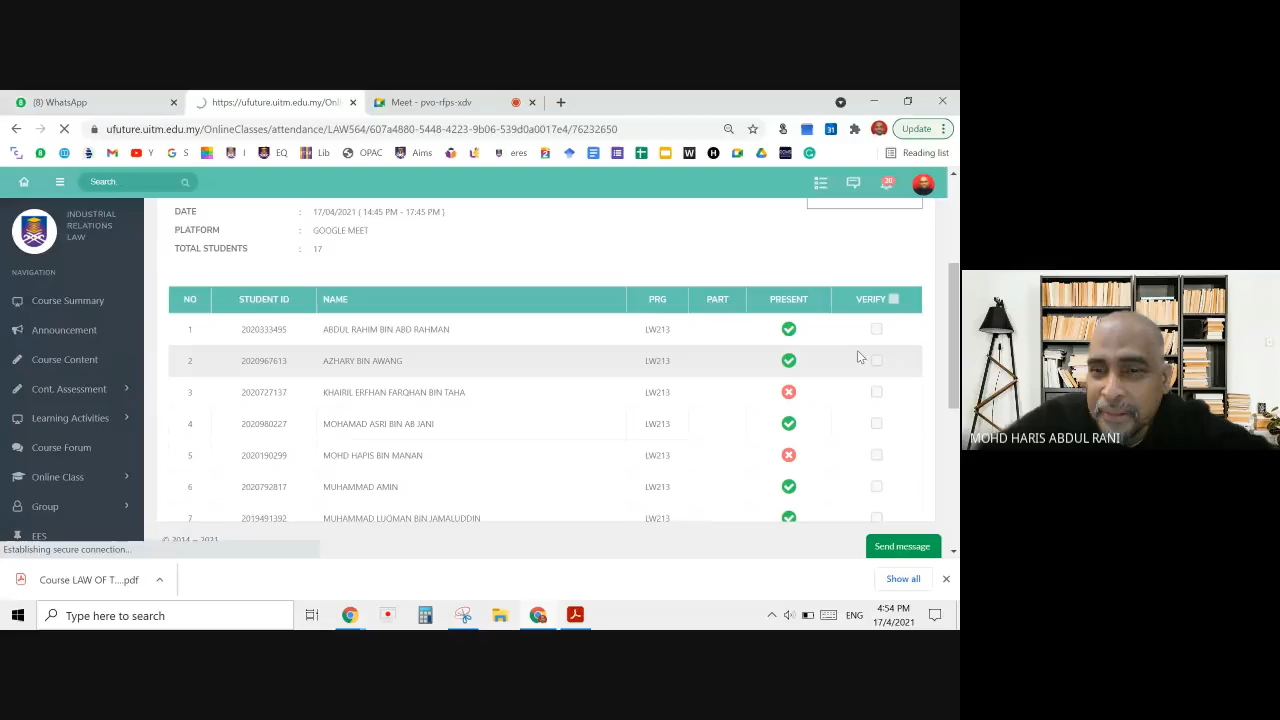 (8) WhatsApp
https://ufuture.uitm.edu.my/Onli
Meet - pvo-rfps-xdv
ufuture.uitm.edu.my/OnlineClasses/attendance/LAW564/607a4880-5448-4223-9b06-539d0a0017e4/76232650
Update
Y
S
EQ
Lib
OPAC
Aims
eres
Reading list
Search.
20
INDUSTRIAL
RELATIONS
LAW
NAVIGATION
Course Summary
Announcement
Course Content
Cont. Assessment
Learning Activities
Course Forum
Online Class
Group
EES
DATE : 17/04/2021 ( 14:45 PM - 17:45 PM )
PLATFORM : GOOGLE MEET
TOTAL STUDENTS : 17
NO STUDENT ID NAME PRG PART PRESENT VERIFY
1 2020333495 ABDUL RAHIM BIN ABD RAHMAN LW213
2 2020967613 AZHARY BIN AWANG LW213
3 2020727137 KHAIRIL ERFHAN FARQHAN BIN TAHA LW213
4 2020980227 MOHAMAD ASRI BIN AB JANI LW213
5 2020190299 MOHD HAPIS BIN MANAN LW213
6 2020792817 MUHAMMAD AMIN LW213
7 2019491392 MUHAMMAD LUQMAN BIN JAMALUDDIN LW213
© 2014 – 2021
Send message
Establishing secure connection...
Course LAW OF T....pdf
Show all
Type here to search
ENG
4:54 PM
17/4/2021
MOHD HARIS ABDUL RANI